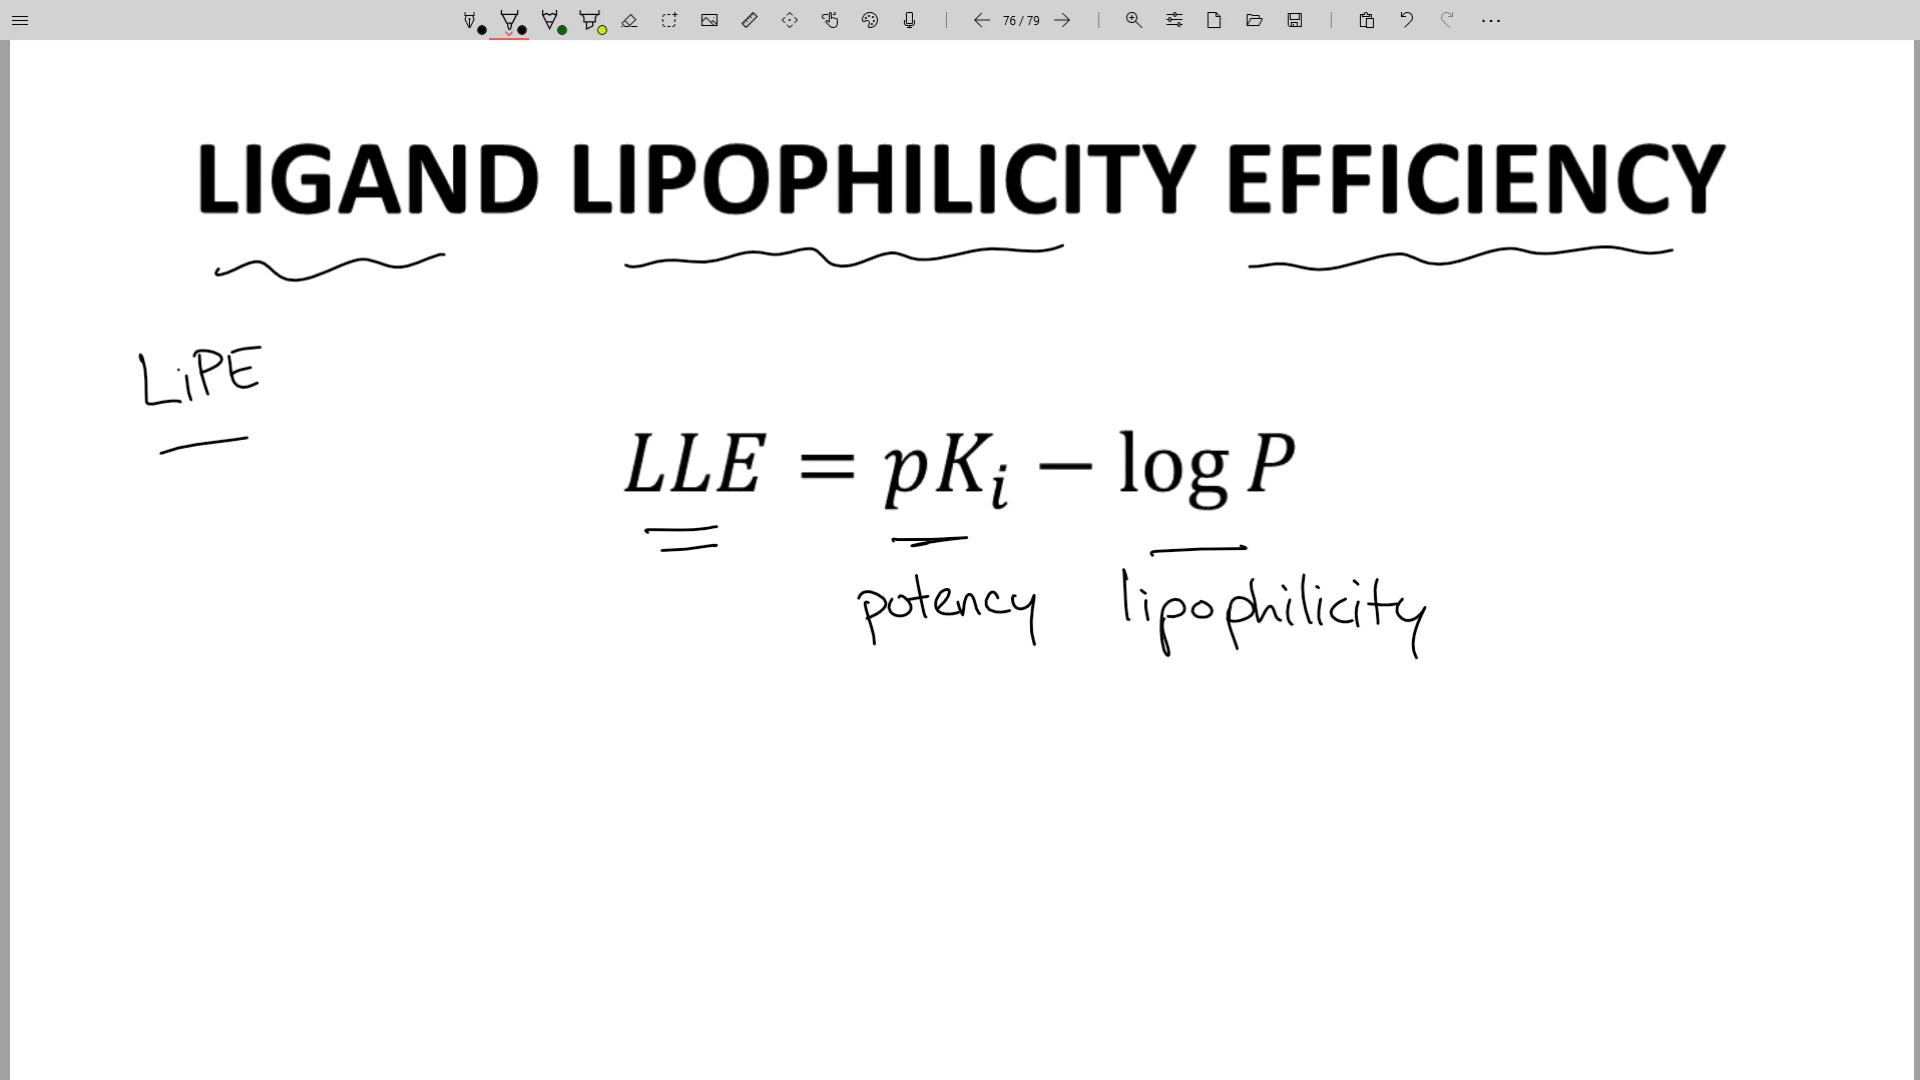 76 / 79
LIGAND LIPOPHILICITY EFFICIENCY
LiPE
LLE = pKᵢ − log P
potency lipophilicity